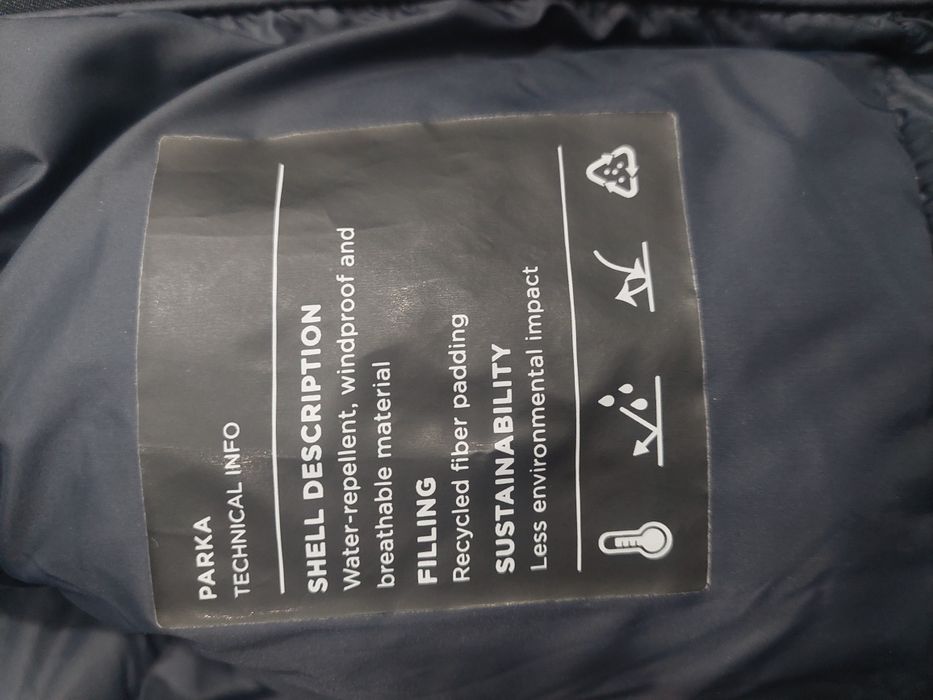 PARKA
TECHNICAL INFO
SHELL DESCRIPTION
Water-repellent, windproof and
breathable material
FILLING
Recycled fiber padding
SUSTAINABILITY
Less environmental impact